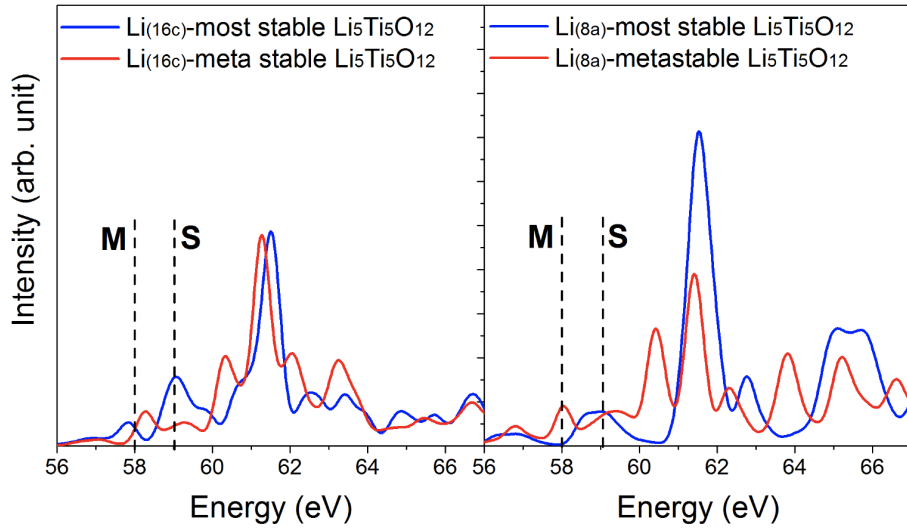 Li(16c)-most stable Li5Ti5O12
Li(16c)-meta stable Li5Ti5O12
Li(8a)-most stable Li5Ti5O12
Li(8a)-metastable Li5Ti5O12
M
S
M
S
Intensity (arb. unit)
56 58 60 62 64 66 56 58 60 62 64 66
Energy (eV)
Energy (eV)